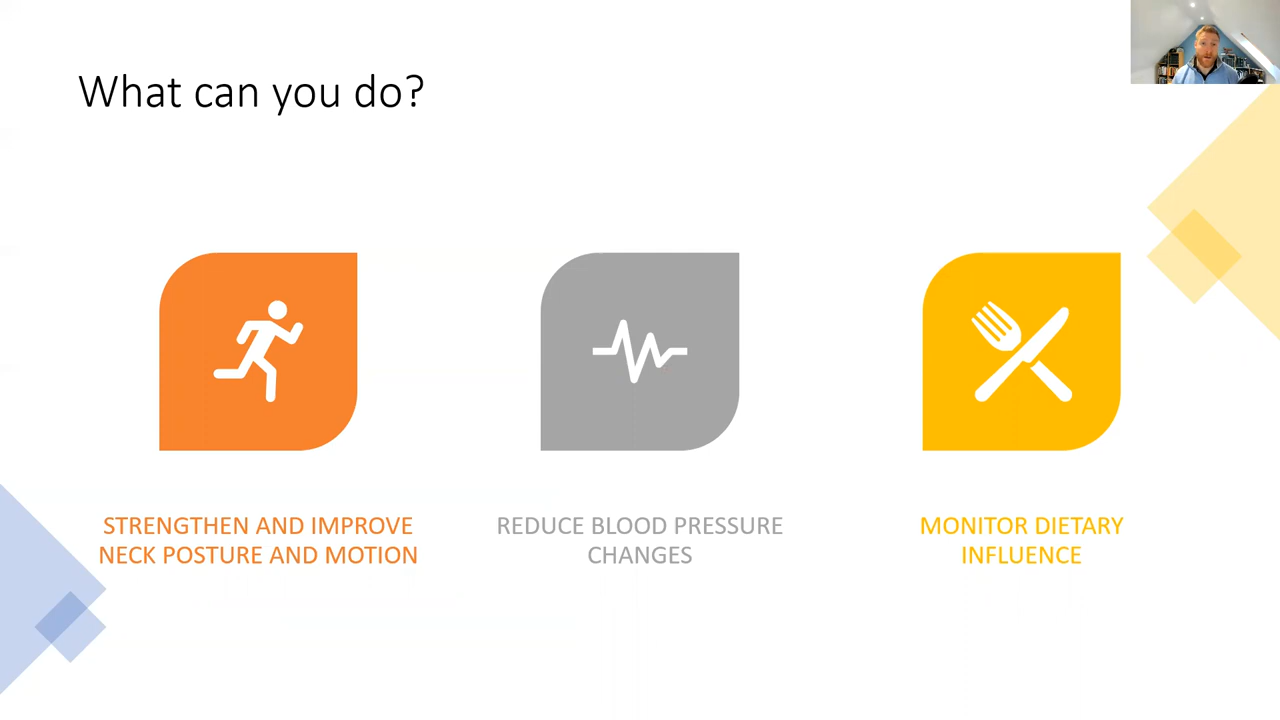 What can you do?
STRENGTHEN AND IMPROVE
NECK POSTURE AND MOTION
REDUCE BLOOD PRESSURE
CHANGES
MONITOR DIETARY
INFLUENCE